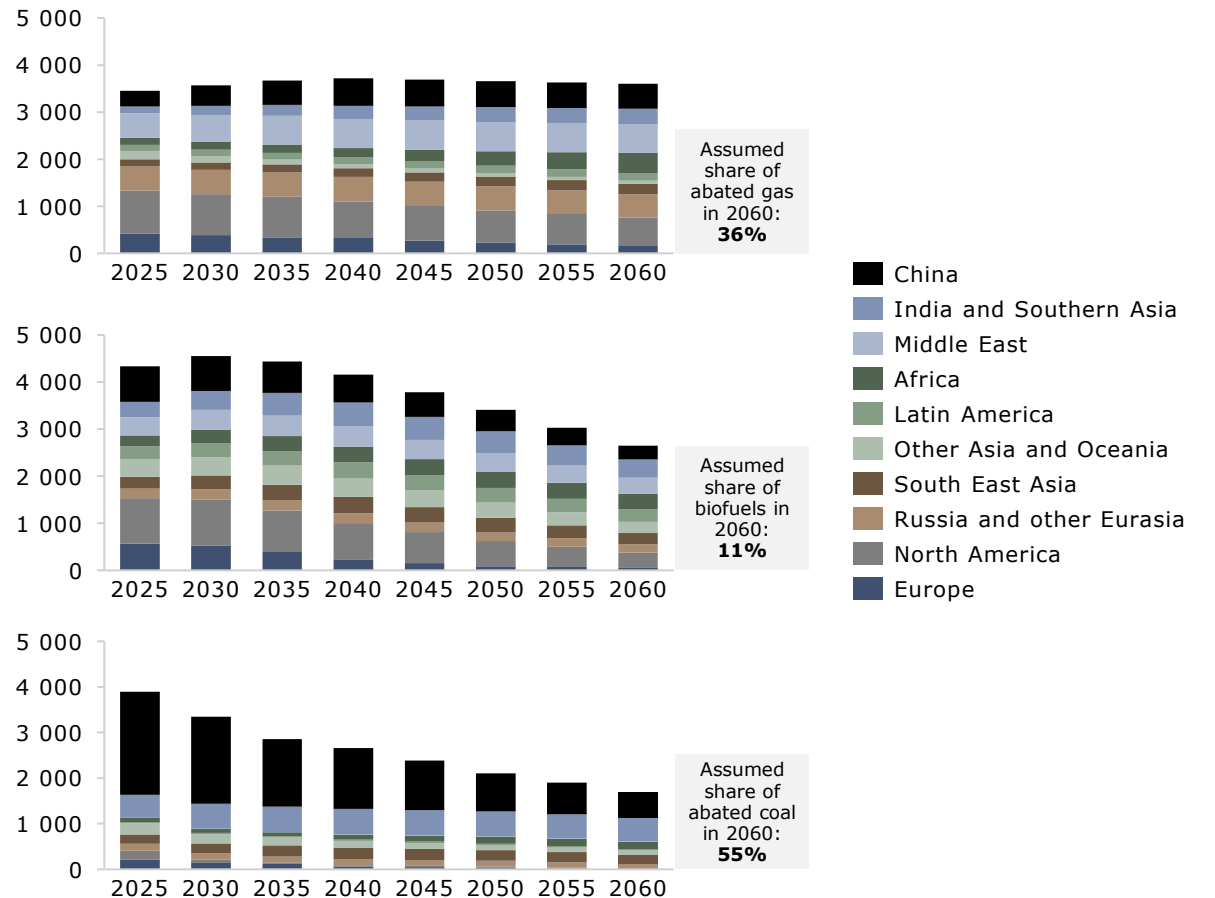 5 000
4 000
3 000
2 000
1 000
0
2025 2030 2035 2040 2045 2050 2055 2060
Assumed
share of
abated gas
in 2060:
36%
5 000
4 000
3 000
2 000
1 000
0
2025 2030 2035 2040 2045 2050 2055 2060
Assumed
share of
biofuels in
2060:
11%
5 000
4 000
3 000
2 000
1 000
0
2025 2030 2035 2040 2045 2050 2055 2060
Assumed
share of
abated coal
in 2060:
55%
China
India and Southern Asia
Middle East
Africa
Latin America
Other Asia and Oceania
South East Asia
Russia and other Eurasia
North America
Europe